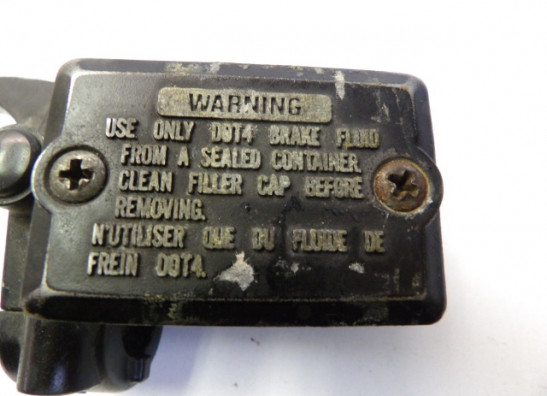 WARNING
USE ONLY DOT4 BRAKE FLUID
FROM A SEALED CONTAINER.
CLEAN FILLER CAP BEFORE
REMOVING.
N'UTILISER QUE DU FLUIDE DE
FREIN DOT4.